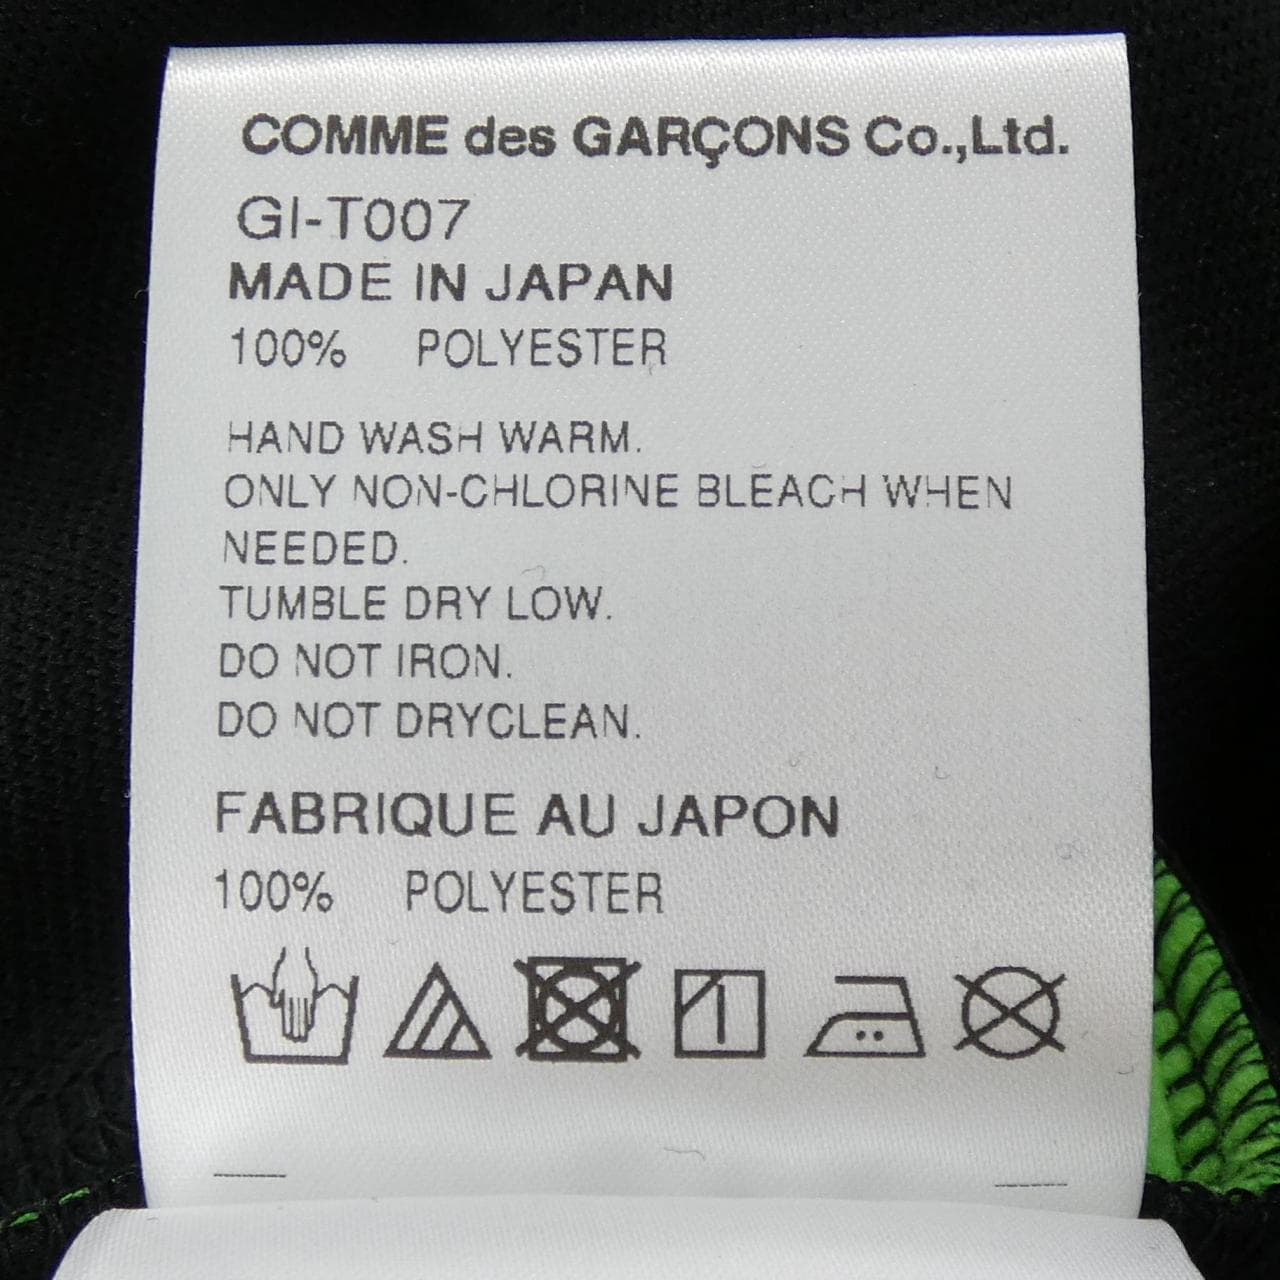 COMME des GARÇONS Co.,Ltd.
GI-T007
MADE IN JAPAN
100% POLYESTER
HAND WASH WARM.
ONLY NON-CHLORINE BLEACH WHEN
NEEDED.
TUMBLE DRY LOW.
DO NOT IRON.
DO NOT DRYCLEAN.
FABRIQUE AU JAPON
100% POLYESTER